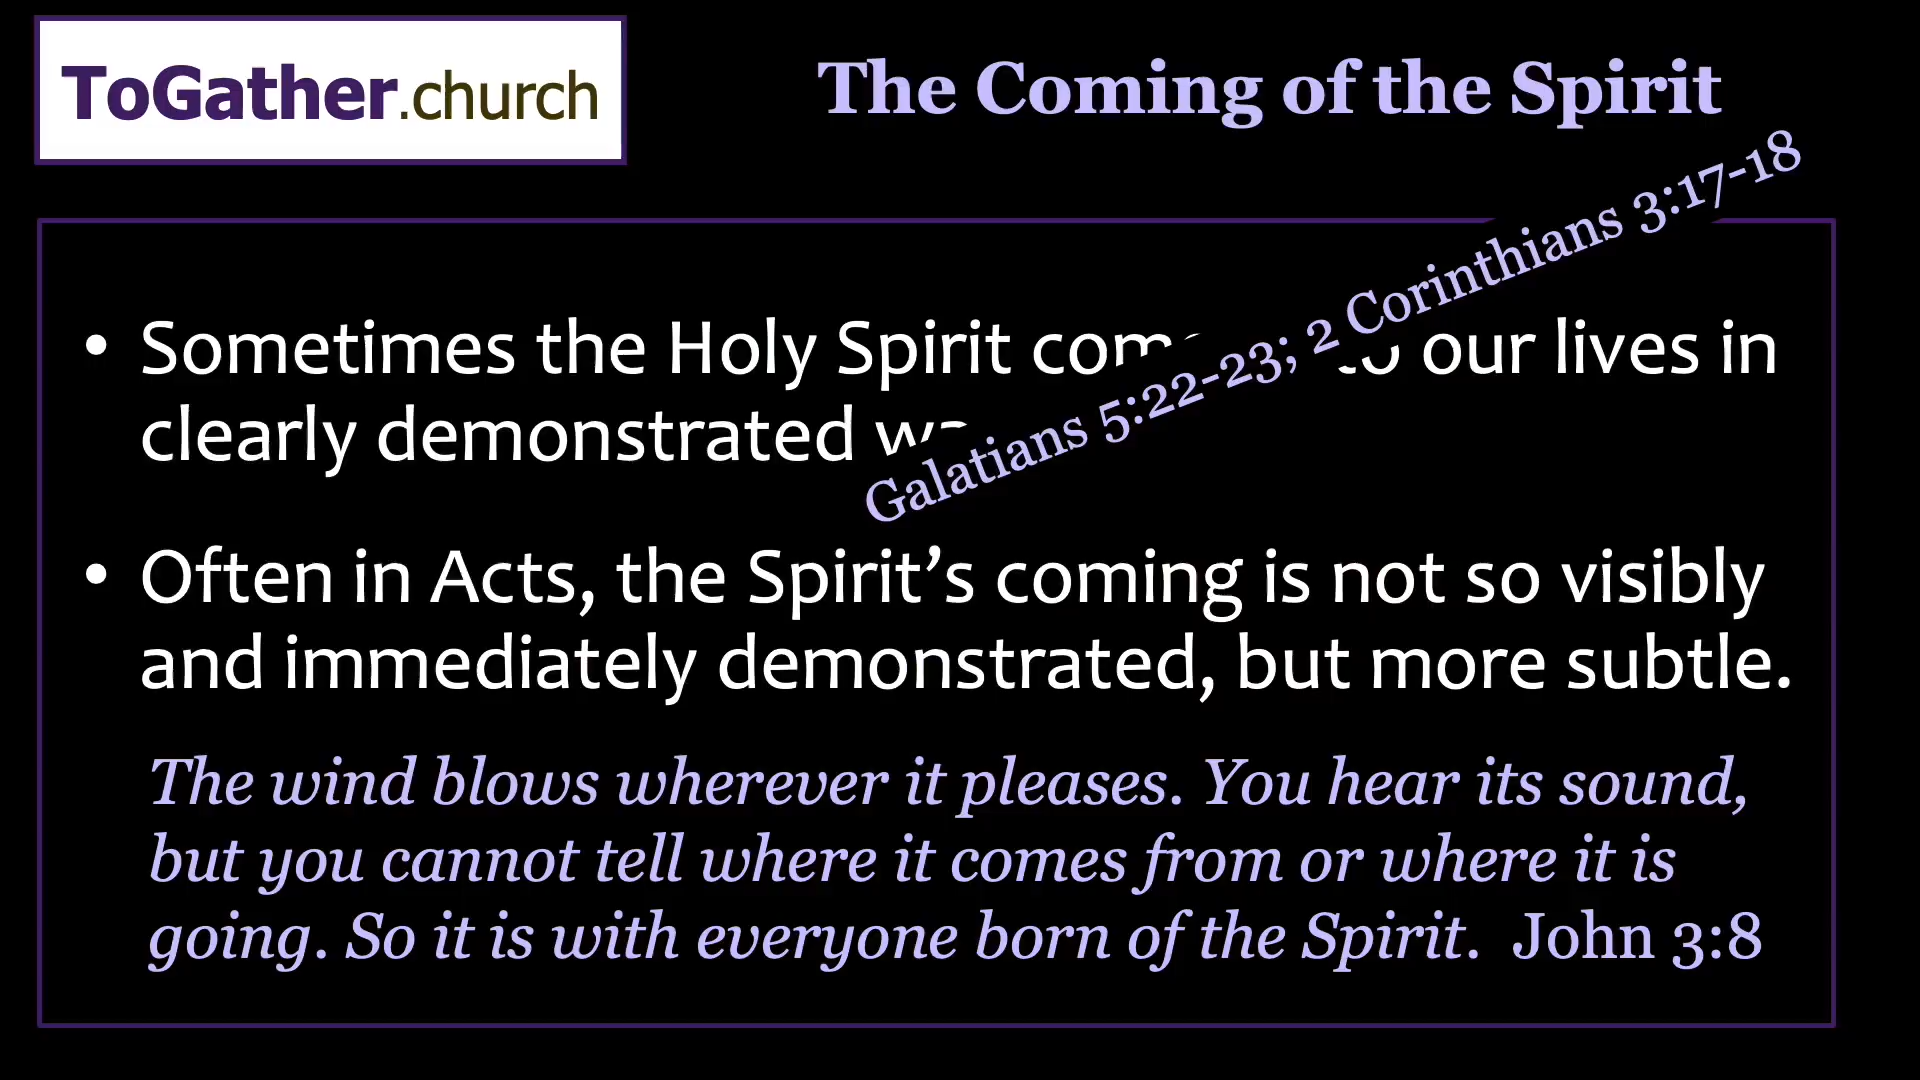 ToGather.church
The Coming of the Spirit
Galatians 5:22-23; 2 Corinthians 3:17-18
• Sometimes the Holy Spirit our lives in
clearly demonstrated
• Often in Acts, the Spirit’s coming is not so visibly
and immediately demonstrated, but more subtle.
The wind blows wherever it pleases. You hear its sound,
but you cannot tell where it comes from or where it is
going. So it is with everyone born of the Spirit. John 3:8